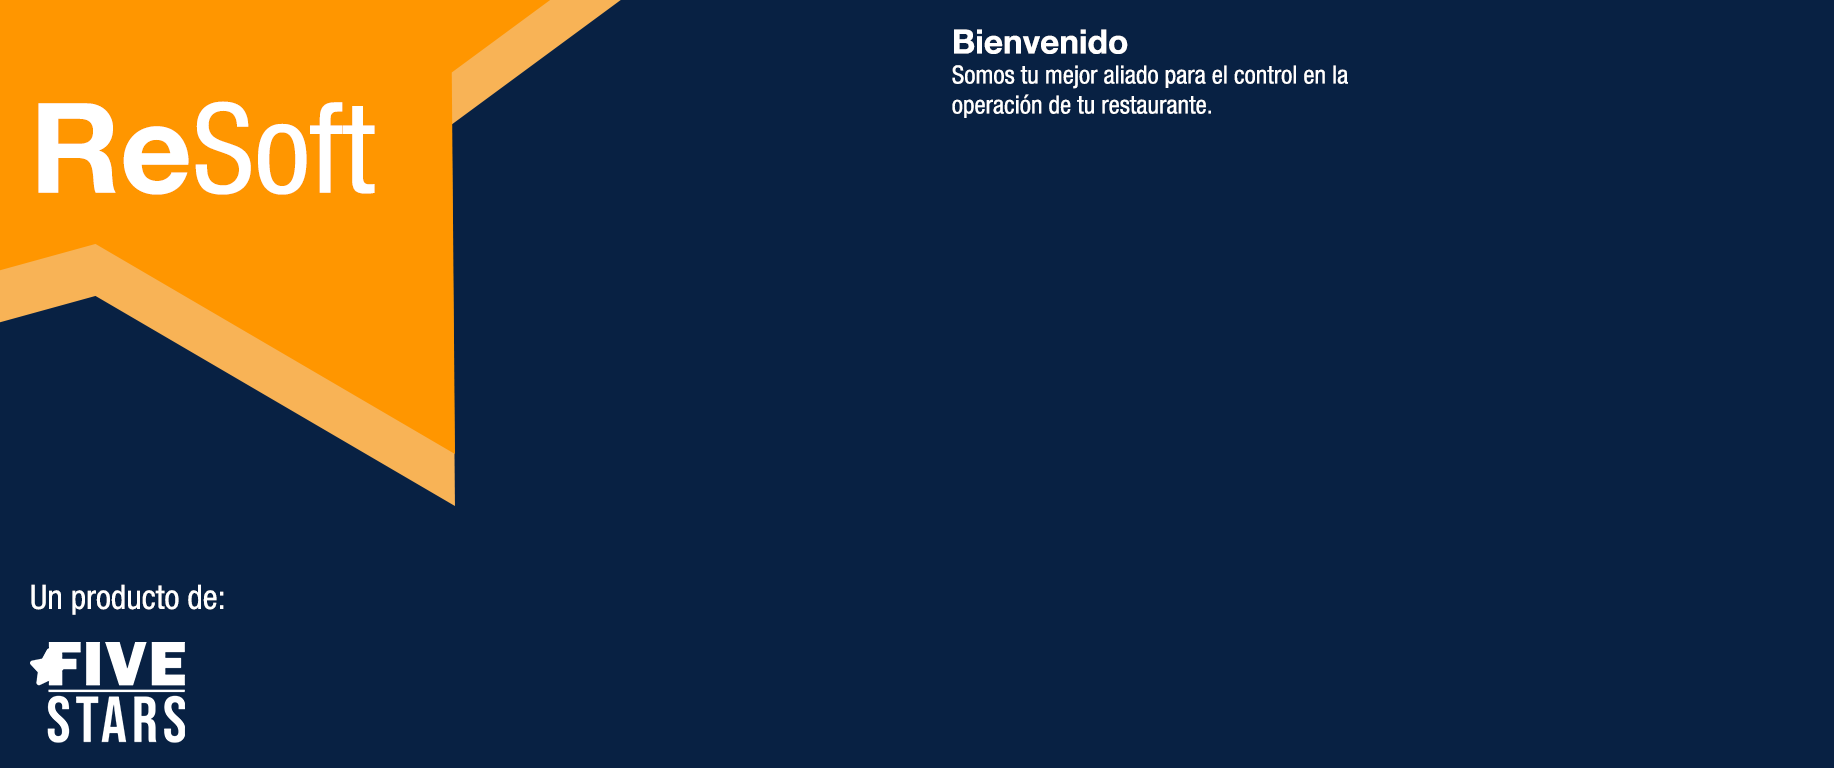 ReSoft
Bienvenido
Somos tu mejor aliado para el control en la
operación de tu restaurante.
Un producto de:
FIVE
STARS